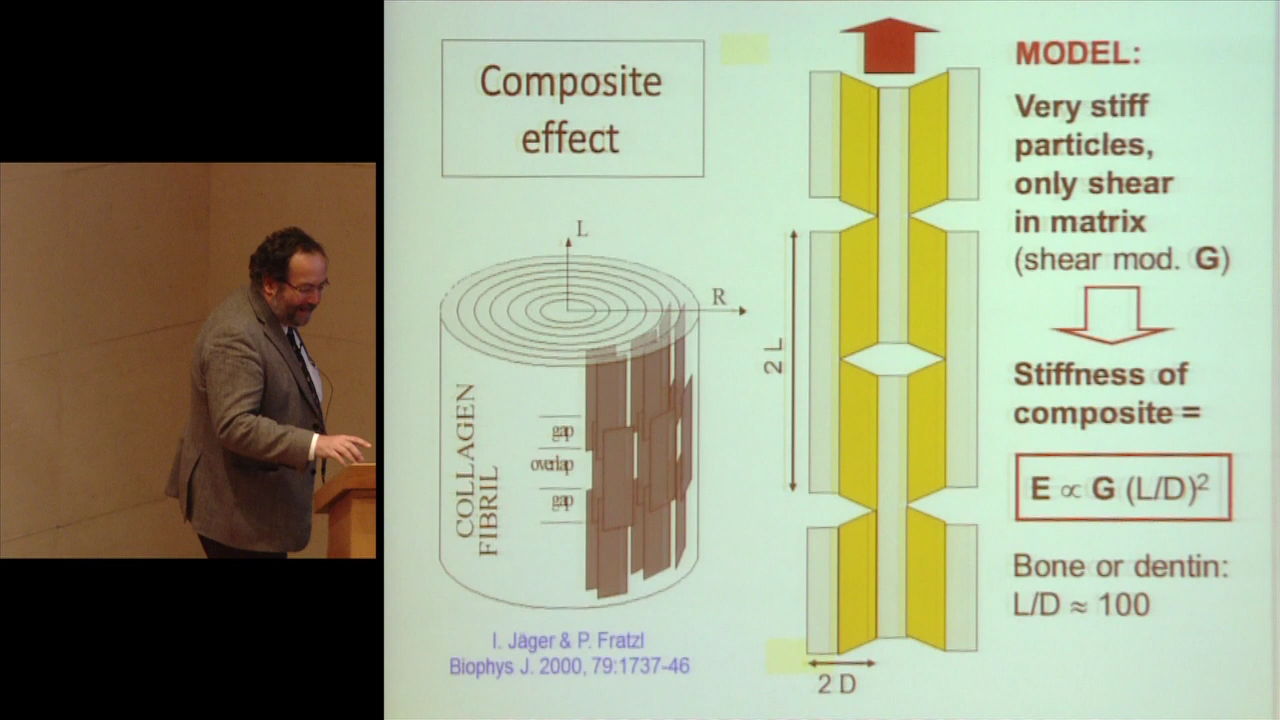 Composite
effect
L
R
COLLAGEN
FIBRIL
gap
overlap
gap
I. Jäger & P. Fratzl
Biophys J. 2000, 79:1737-46
2 L
2 D
MODEL:
Very stiff
particles,
only shear
in matrix
(shear mod. G)
Stiffness of
composite =
E ∝ G (L/D)²
Bone or dentin:
L/D ≈ 100